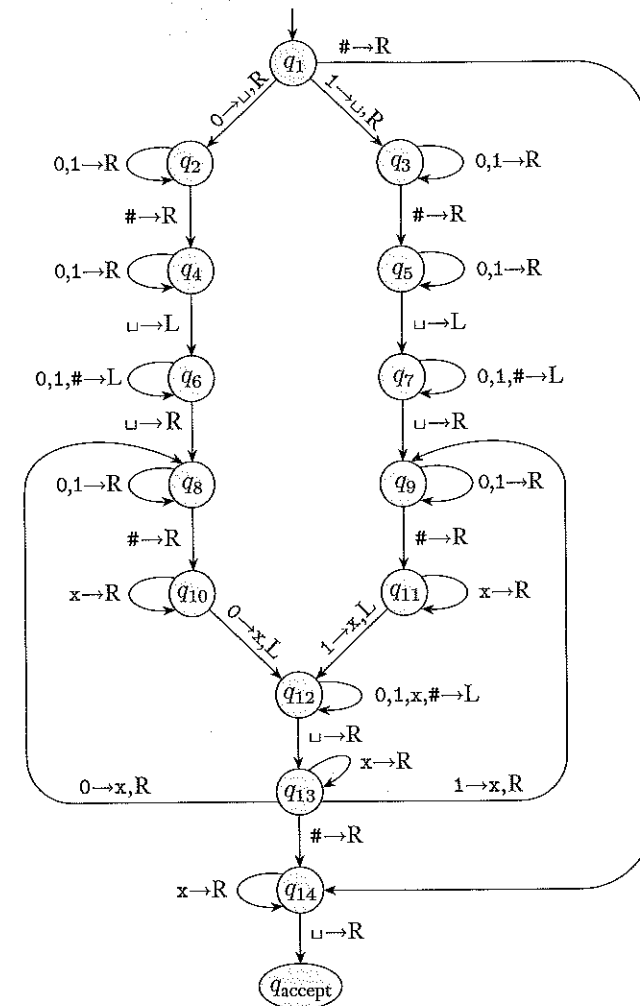 #→R
q1
0→␣,R 1→␣,R
0,1→R q2 q3 0,1→R
#→R #→R
0,1→R q4 q5 0,1→R
␣→L ␣→L
0,1,#→L q6 q7 0,1,#→L
␣→R ␣→R
0,1→R q8 q9 0,1→R
#→R #→R
x→R q10 q11 x→R
0→x,L 1→x,L
q12 0,1,x,#→L
␣→R
x→R
0→x,R q13 1→x,R
#→R
x→R q14
␣→R
qaccept